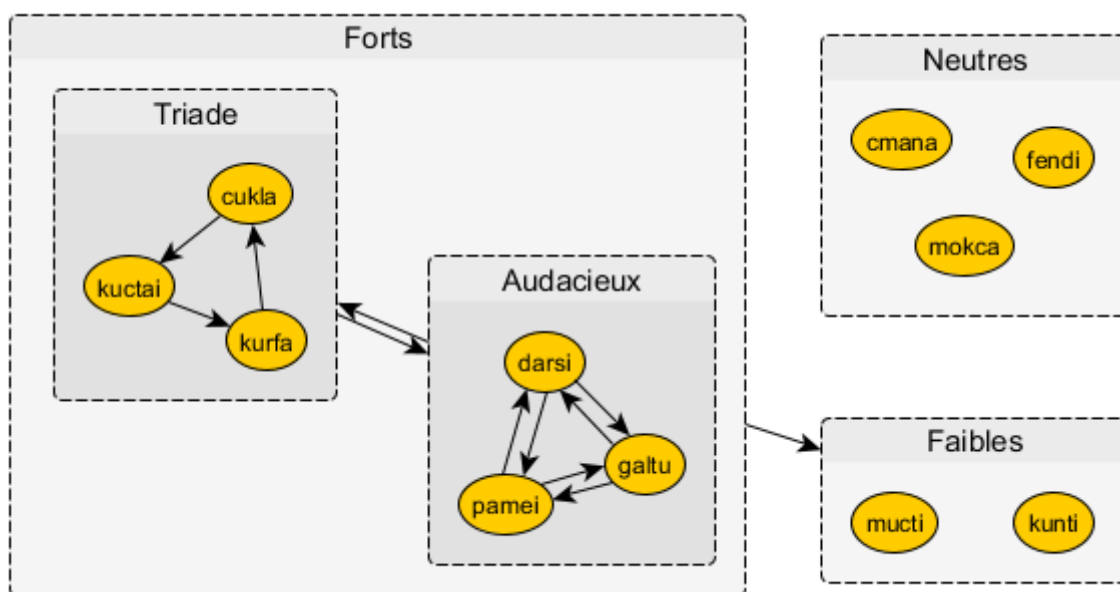 Forts
Triade
cukla
kuctai
kurfa
Audacieux
darsi
galtu
pamei
Neutres
cmana
fendi
mokca
Faibles
mucti
kunti